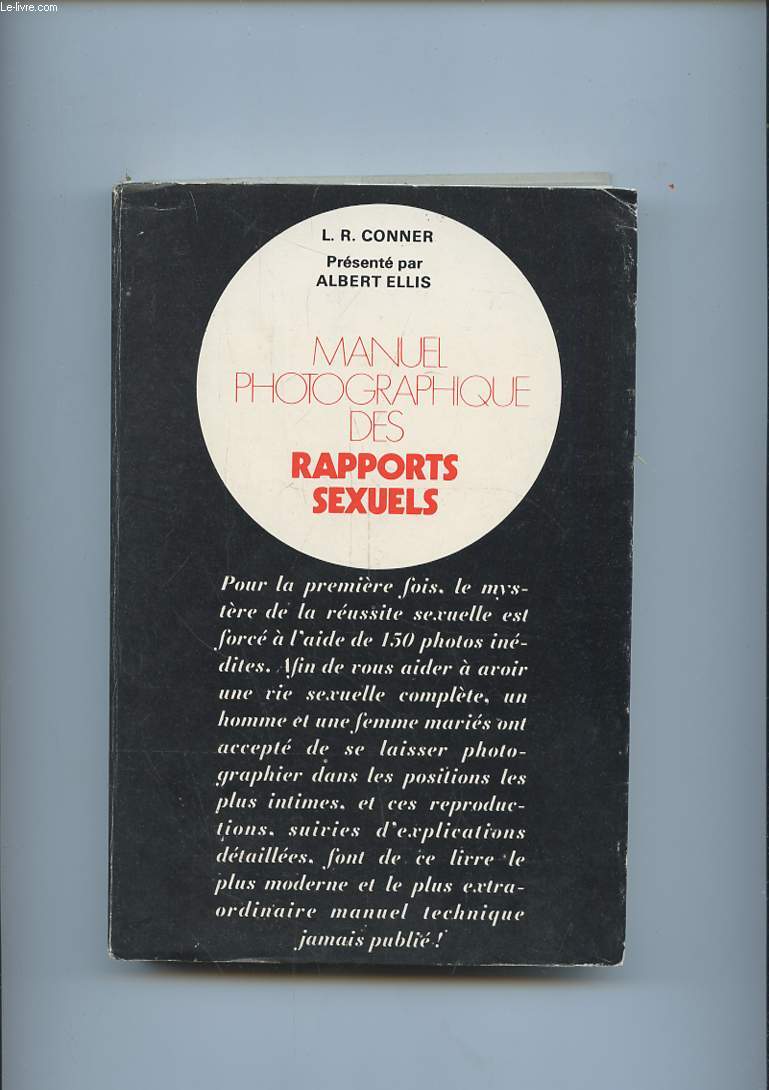 Le-livre.com
L. R. CONNER
Présenté par
ALBERT ELLIS
MANUEL
PHOTOGRAPHIQUE
DES
RAPPORTS
SEXUELS
Pour la première fois, le mys-
tère de la réussite sexuelle est
forcé à l'aide de 150 photos iné-
dites. Afin de vous aider à avoir
une vie sexuelle complète, un
homme et une femme mariés ont
accepté de se laisser photo-
graphier dans les positions les
plus intimes, et ces reproduc-
tions, suivies d'explications
détaillées, font de ce livre le
plus moderne et le plus extra-
ordinaire manuel technique
jamais publié !